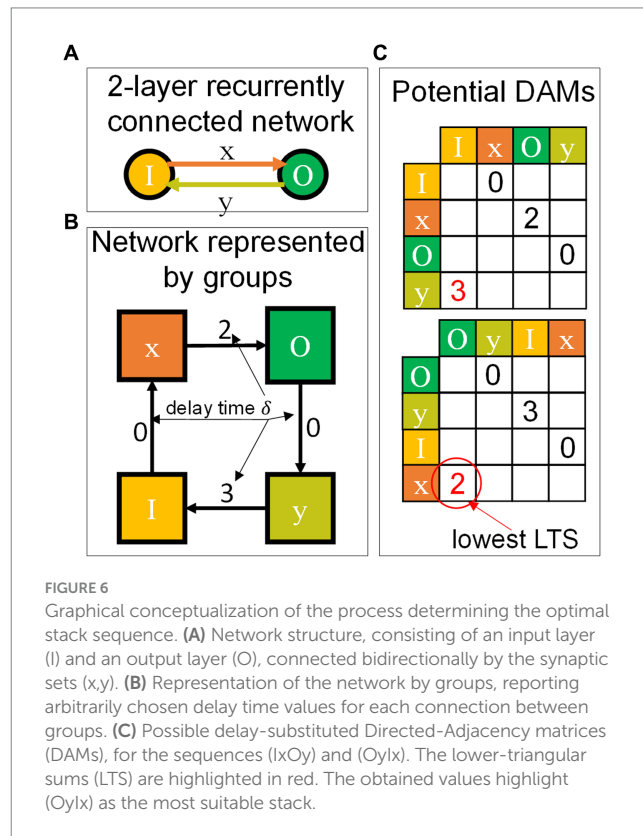 A
2-layer recurrently
connected network
I
x
O
y
B
Network represented
by groups
x
2
O
delay time δ
0
0
I
3
y
C
Potential DAMs
I x O y
I 0
x 2
O 0
y 3
O y I x
O 0
y 3
I 0
x 2
lowest LTS
FIGURE 6
Graphical conceptualization of the process determining the optimal
stack sequence. (A) Network structure, consisting of an input layer
(I) and an output layer (O), connected bidirectionally by the synaptic
sets (x,y). (B) Representation of the network by groups, reporting
arbitrarily chosen delay time values for each connection between
groups. (C) Possible delay-substituted Directed-Adjacency matrices
(DAMs), for the sequences (IxOy) and (OyIx). The lower-triangular
sums (LTS) are highlighted in red. The obtained values highlight
(OyIx) as the most suitable stack.